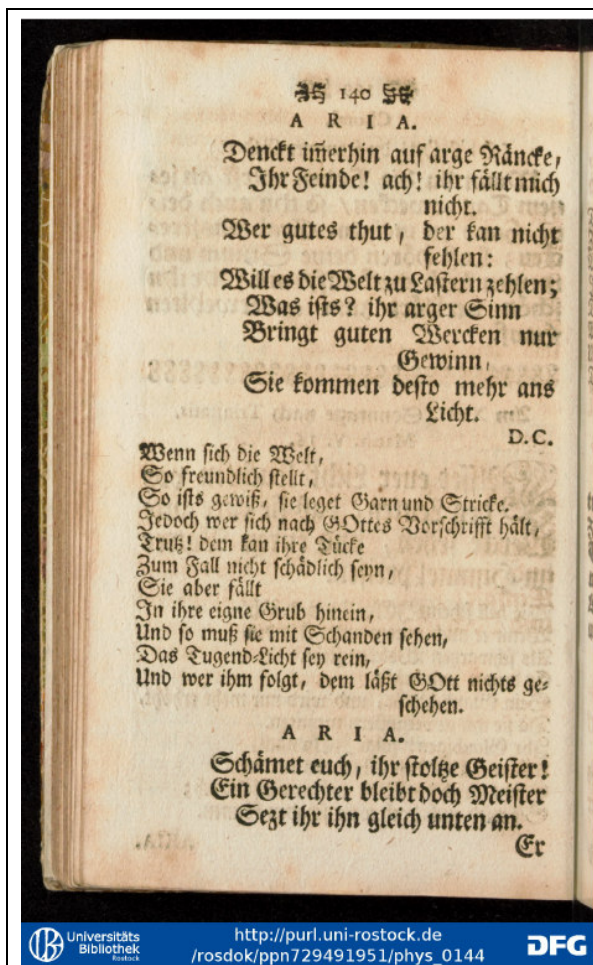 140
ARIA.
Denckt im̃erhin auf arge Räncke,
Ihr Feinde! ach! ihr fällt mich
nicht.
Wer gutes thut, der kan nicht
fehlen:
Will es die Welt zu Lastern zehlen;
Was ists? ihr arger Sinn
Bringt guten Wercken nur
Gewinn,
Sie kommen desto mehr ans
Licht.
D.C.
Wenn sich die Welt,
So freundlich stellt,
So ists gewiß, sie leget Garn und Stricke.
Jedoch wer sich nach GOttes Vorschrifft hält,
Trutz! dem kan ihre Tücke
Zum Fall nicht schädlich seyn,
Sie aber fällt
In ihre eigne Grub hinein,
Und so muß sie mit Schanden sehen,
Das Tugend-Licht sey rein,
Und wer ihm folgt, dem läßt GOtt nichts ge-
schehen.
ARIA.
Schämet euch, ihr stoltze Geister!
Ein Gerechter bleibt doch Meister
Sezt ihr ihn gleich unten an.
Er
Universitäts
Bibliothek
Rostock
http://purl.uni-rostock.de
/rosdok/ppn729491951/phys_0144
DFG